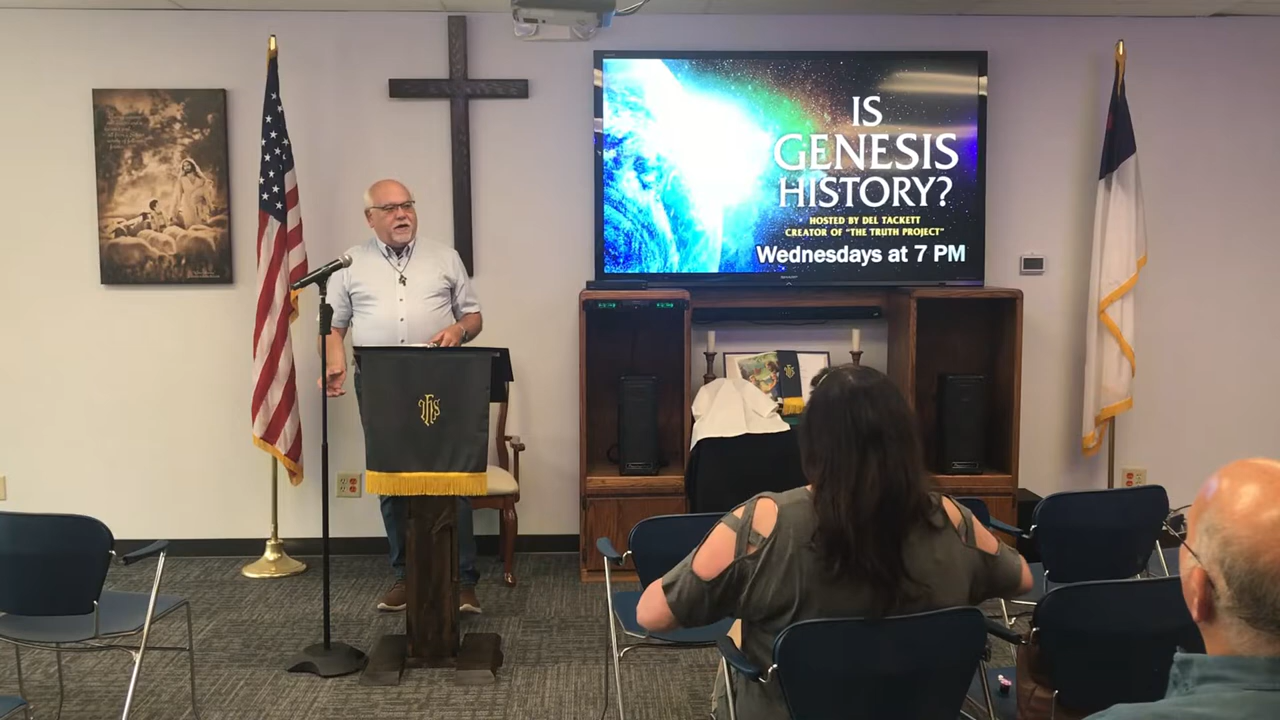 IS
GENESIS
HISTORY?
HOSTED BY DEL TACKETT
CREATOR OF "THE TRUTH PROJECT"
Wednesdays at 7 PM
IHS